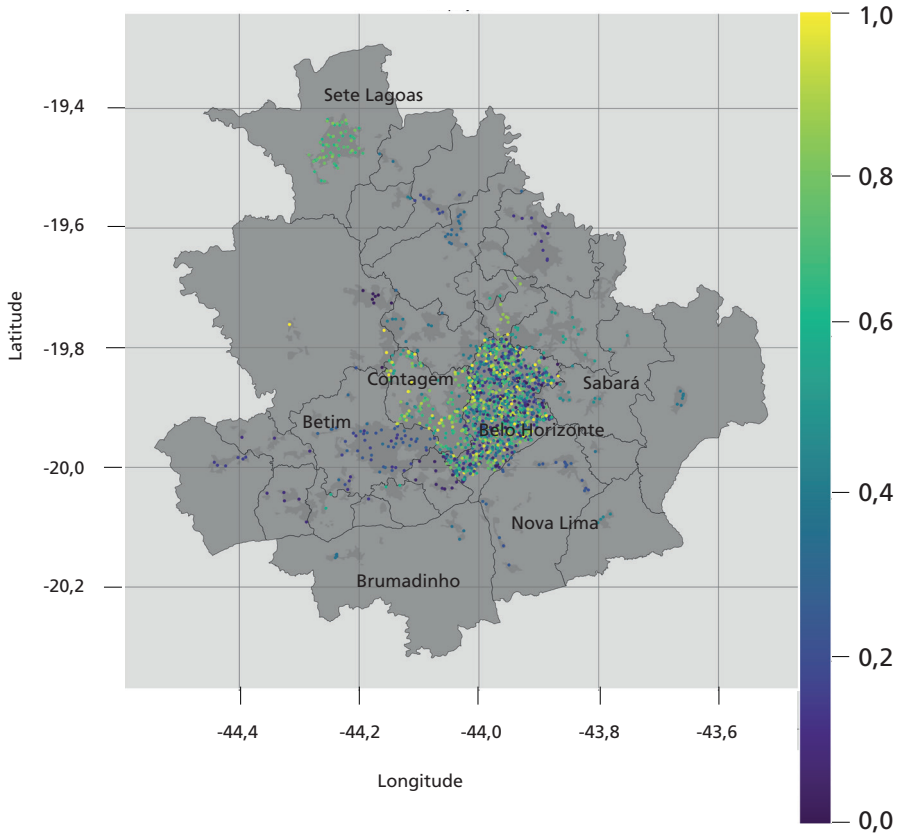 1,0
Sete Lagoas
-19,4
0,8
-19,6
0,6
Latitude
-19,8
Contagem
Sabará
Betim
Belo Horizonte
-20,0
0,4
Nova Lima
-20,2
Brumadinho
0,2
-44,4
-44,2
-44,0
-43,8
-43,6
Longitude
0,0